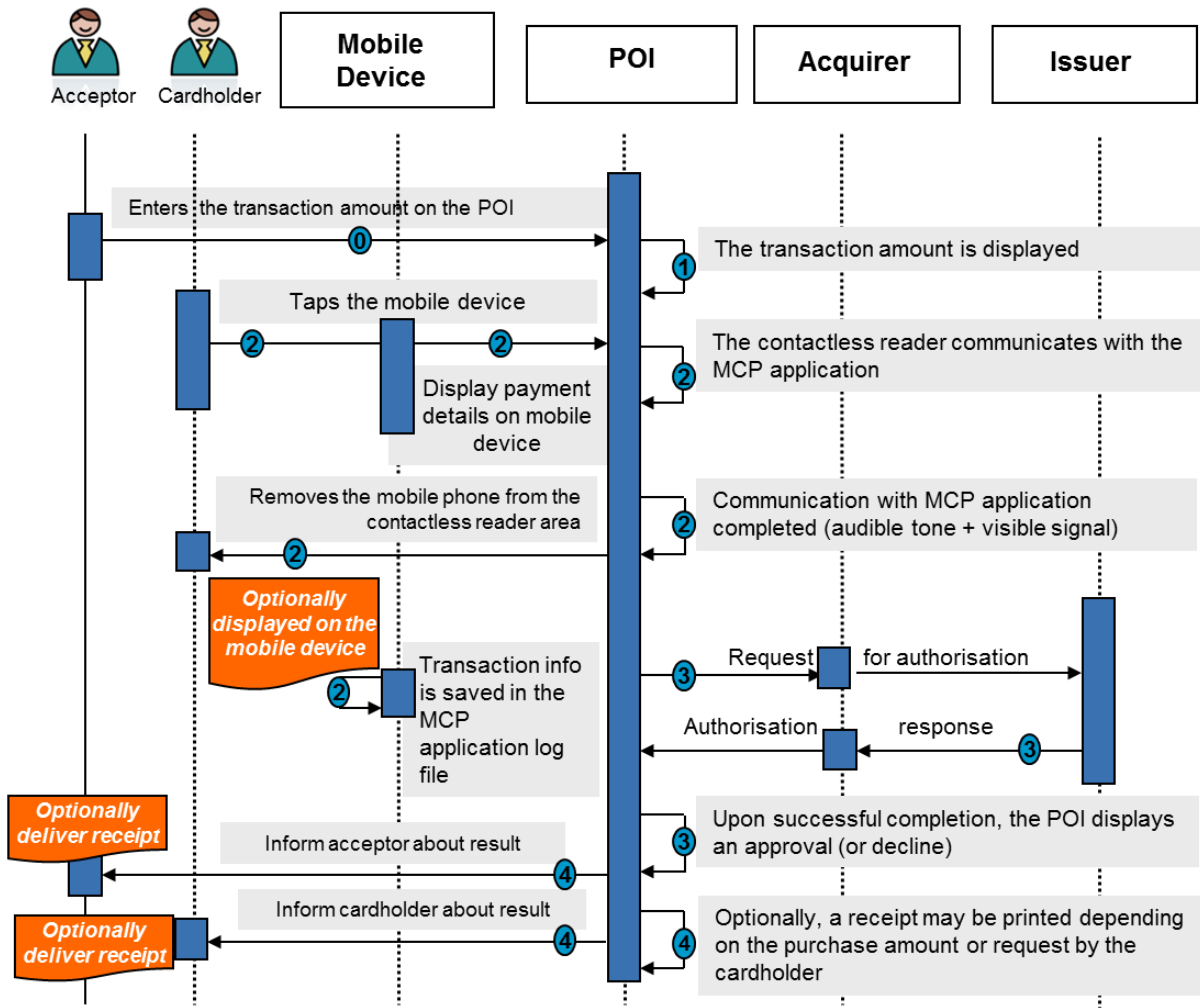 Acceptor
Cardholder
Mobile
Device
POI
Acquirer
Issuer
Enters the transaction amount on the POI
0
1
The transaction amount is displayed
Taps the mobile device
2
2
2
The contactless reader communicates with the
MCP application
Display payment
details on mobile
device
Removes the mobile phone from the
contactless reader area
2
2
Communication with MCP application
completed (audible tone + visible signal)
Optionally
displayed on the
mobile device
2
Transaction info
is saved in the
MCP
application log
file
3
Request
for authorisation
Authorisation
response
3
Optionally
deliver receipt
Inform acceptor about result
4
3
Upon successful completion, the POI displays
an approval (or decline)
Optionally
deliver receipt
Inform cardholder about result
4
4
Optionally, a receipt may be printed depending
on the purchase amount or request by the
cardholder